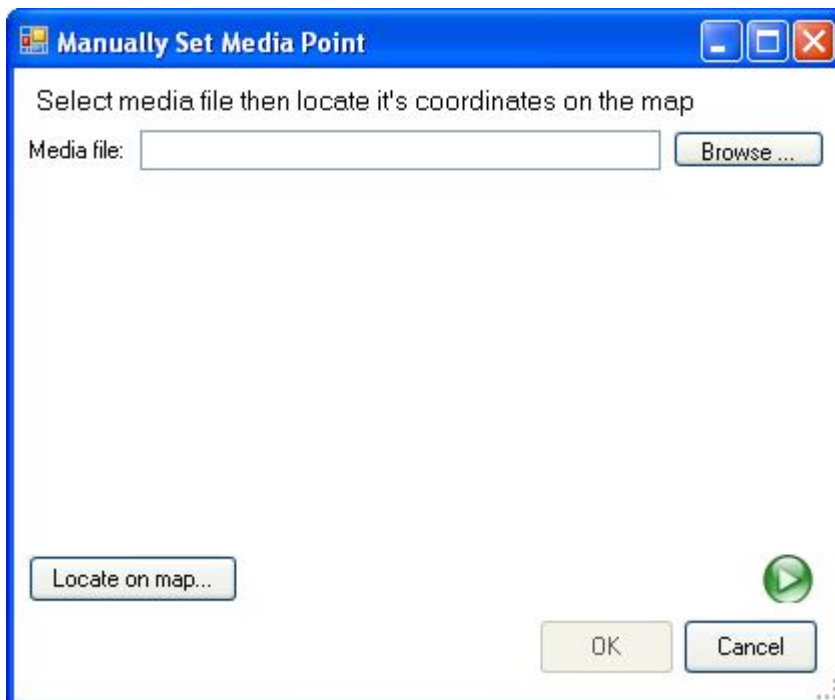 Manually Set Media Point
Select media file then locate it's coordinates on the map
Media file:
Browse ...
Locate on map...
OK
Cancel